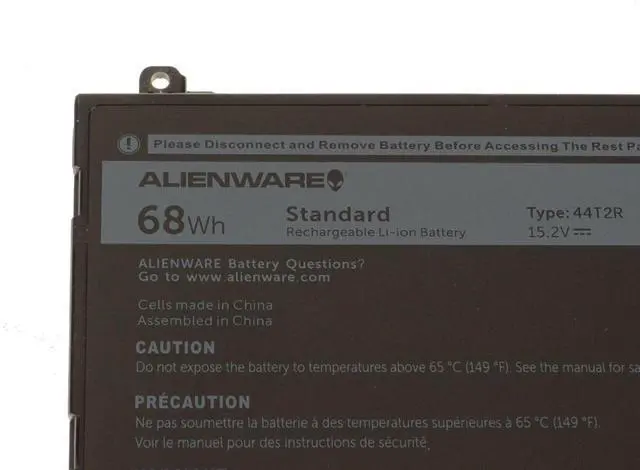 Please Disconnect and Remove Battery Before Accessing The Rest
ALIENWARE
68Wh
Standard
Rechargeable Li-ion Battery
Type: 44T2R
15.2V
ALIENWARE Battery Questions?
Go to www.alienware.com
Cells made in China
Assembled in China
CAUTION
Do not expose the battery to temperatures above 65 °C (149 °F). See the manual for
PRÉCAUTION
Ne pas soumettre la batterie à des températures supérieures à 65 °C (149 °F).
Voir le manuel pour des instructions de sécurité.